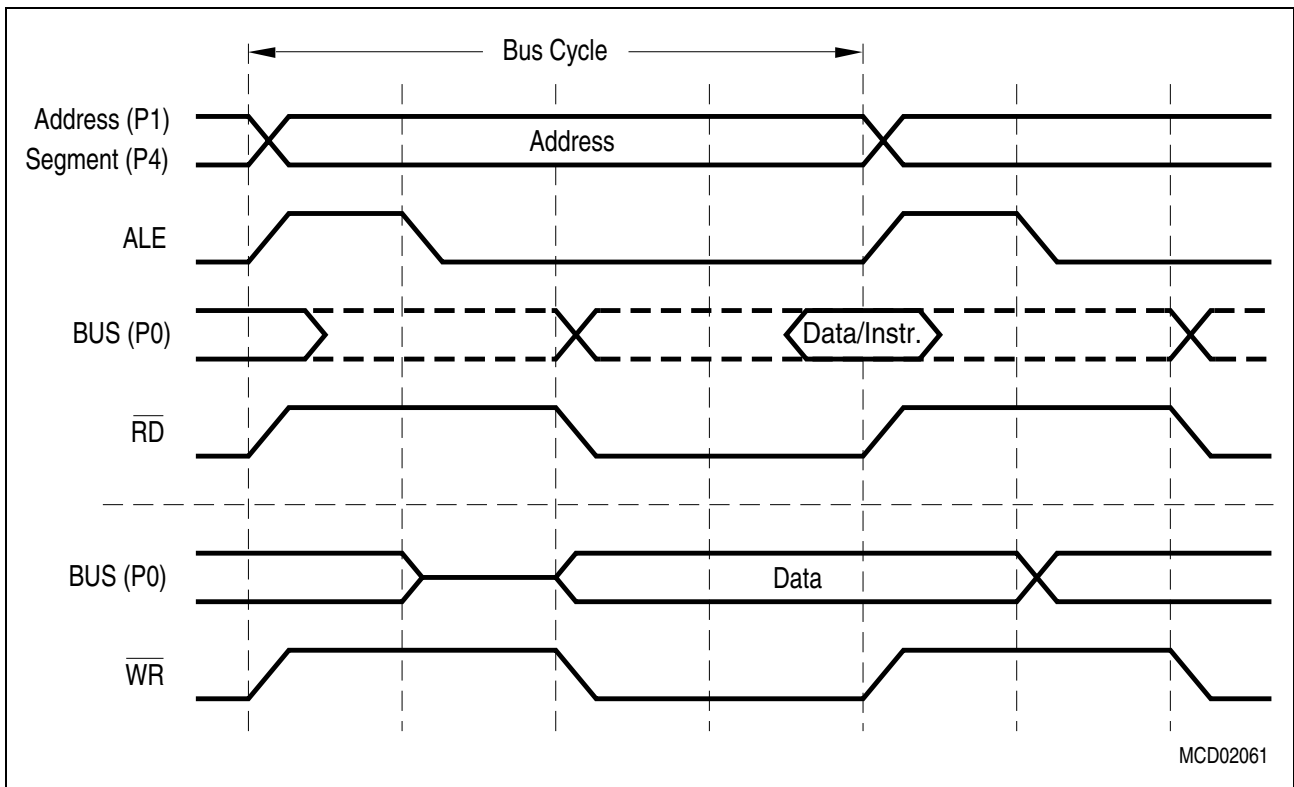 Bus Cycle
Address (P1)
Segment (P4)
Address
ALE
BUS (P0)
Data/Instr.
RD
BUS (P0)
Data
WR
MCD02061